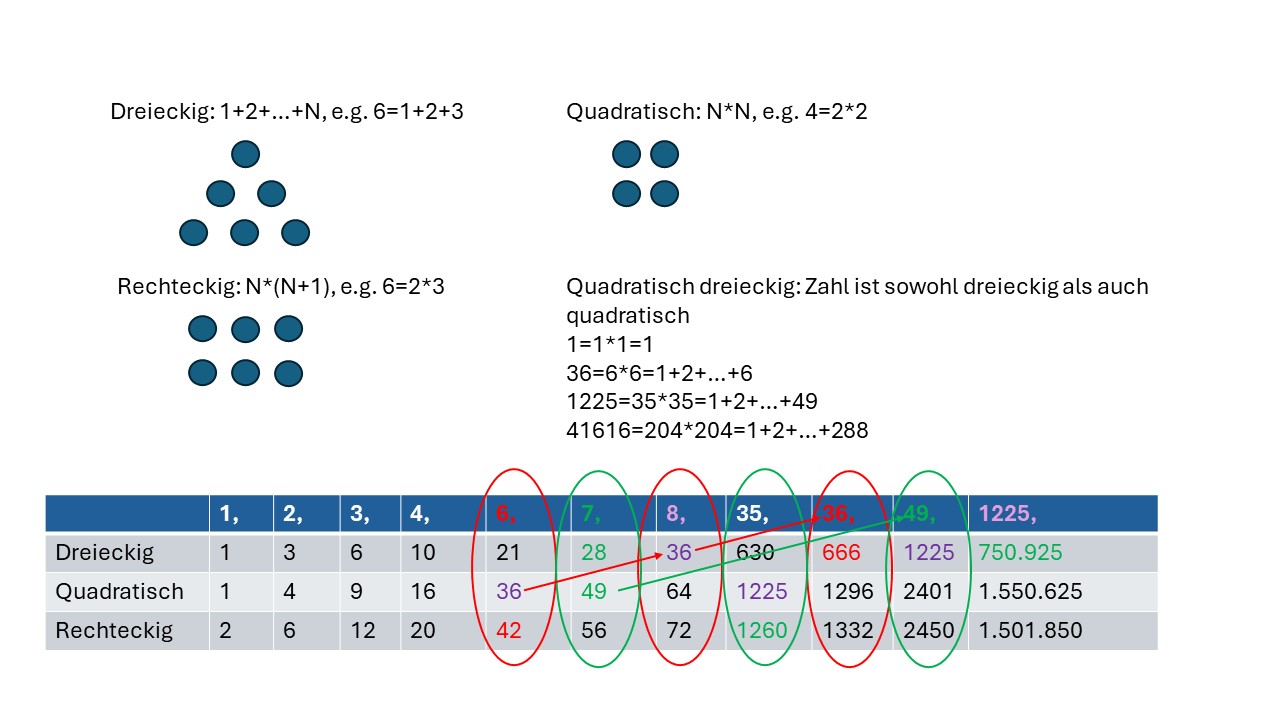 Dreieckig: 1+2+...+N, e.g. 6=1+2+3
Quadratisch: N*N, e.g. 4=2*2
Rechteckig: N*(N+1), e.g. 6=2*3
Quadratisch dreieckig: Zahl ist sowohl dreieckig als auch
quadratisch
1=1*1=1
36=6*6=1+2+...+6
1225=35*35=1+2+...+49
41616=204*204=1+2+...+288
1, 2, 3, 4, 6, 7, 8, 35, 36, 49, 1225,
Dreieckig 1 3 6 10 21 28 36 630 666 1225 750.925
Quadratisch 1 4 9 16 36 49 64 1225 1296 2401 1.550.625
Rechteckig 2 6 12 20 42 56 72 1260 1332 2450 1.501.850